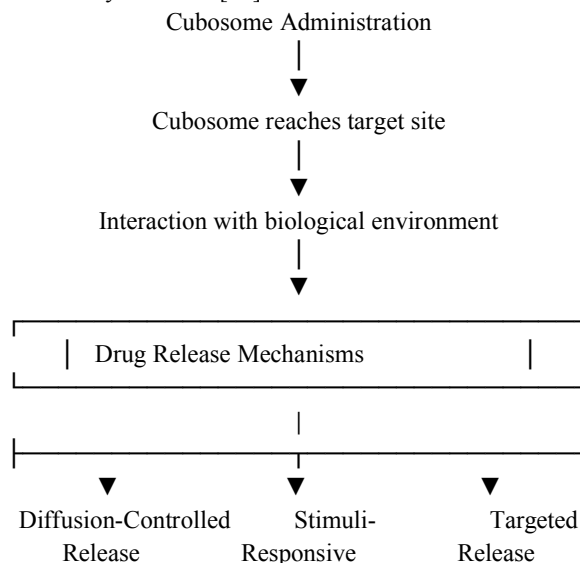 Cubosome Administration
Cubosome reaches target site
Interaction with biological environment
Drug Release Mechanisms
Diffusion-Controlled Stimuli- Targeted
Release Responsive Release